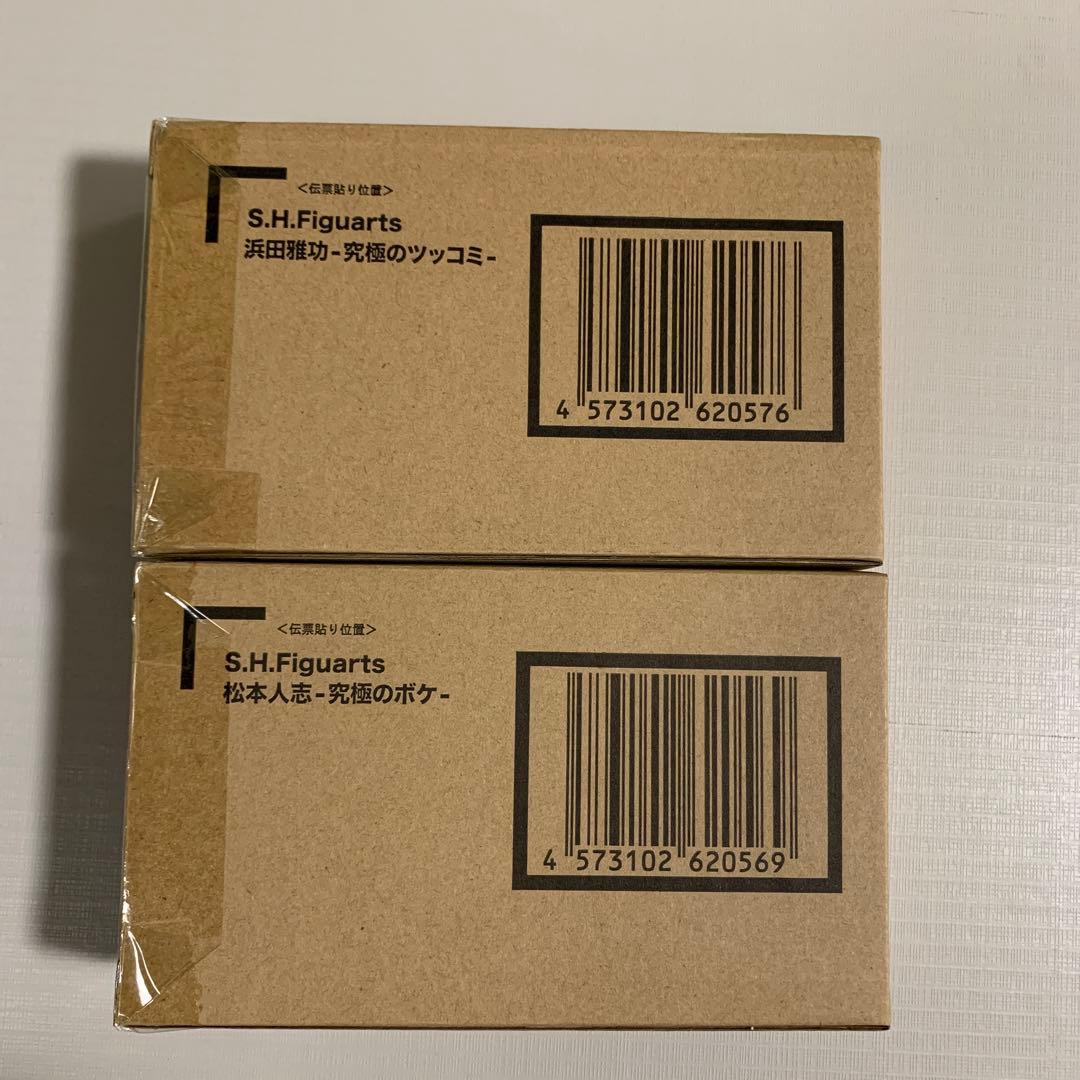 <伝票貼り位置>
S.H.Figuarts
浜田雅功-究極のツッコミ-
4 573102 620576
<伝票貼り位置>
S.H.Figuarts
松本人志-究極のボケ-
4 573102 620569